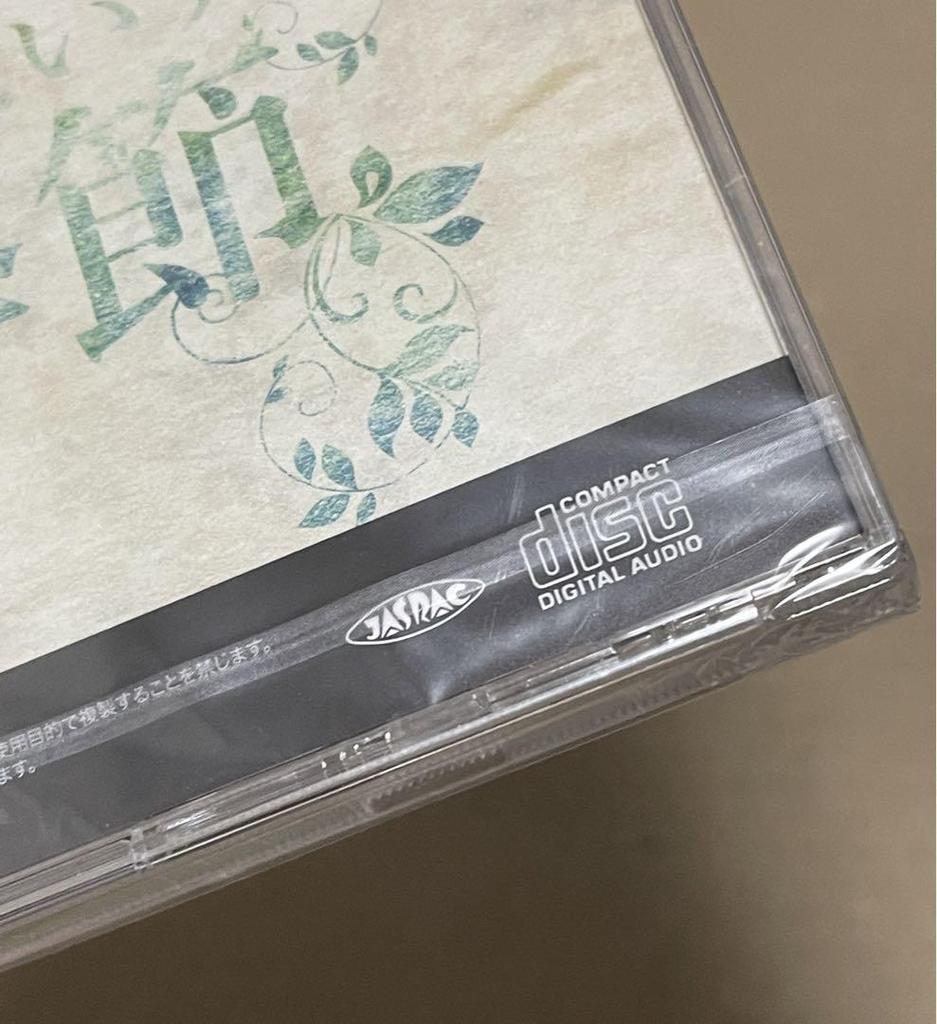 い
節
COMPACT
disc
DIGITAL AUDIO
JASRAC
使用目的で複製することを禁じます。
ます。